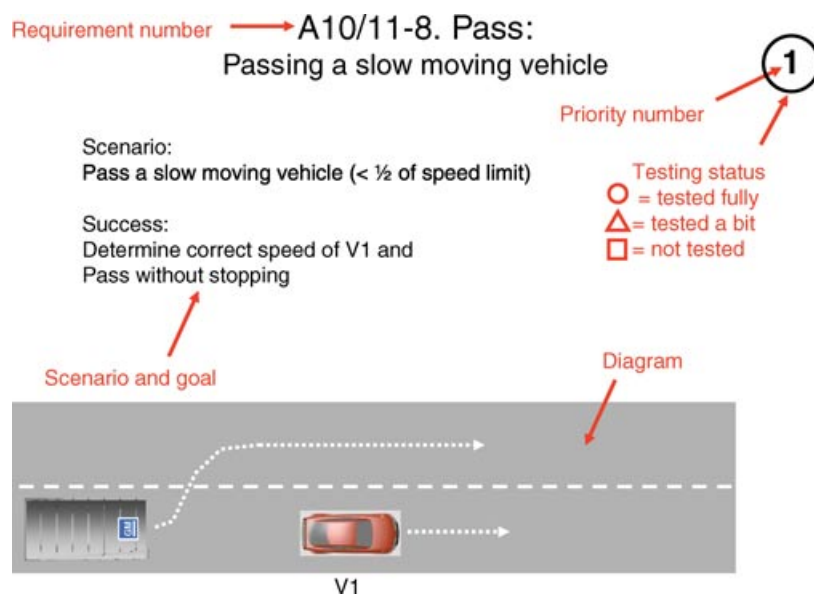 Requirement number
A10/11-8. Pass:
Passing a slow moving vehicle
1
Priority number
Scenario:
Pass a slow moving vehicle (< ½ of speed limit)
Testing status
= tested fully
= tested a bit
= not tested
Success:
Determine correct speed of V1 and
Pass without stopping
Scenario and goal
Diagram
GM
V1